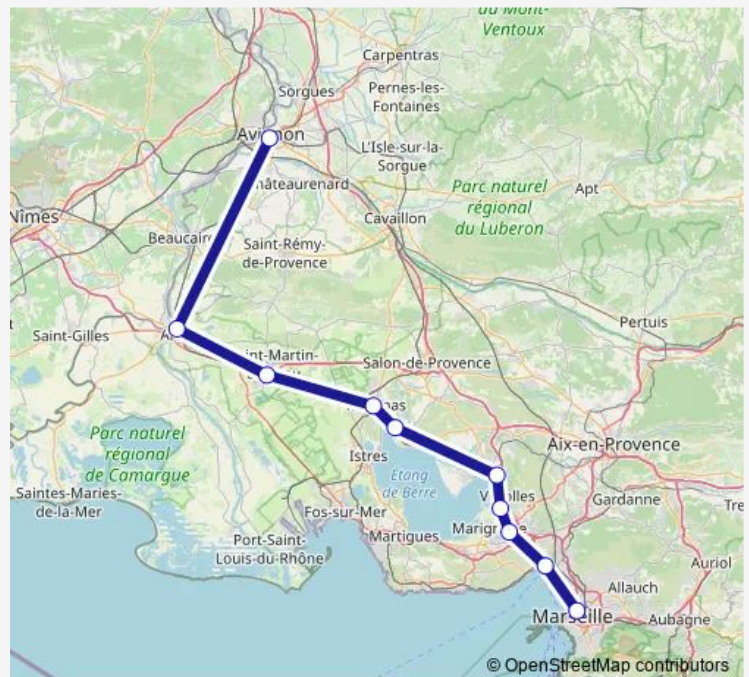 du Mont-
Ventoux
Carpentras
Sorgues
Pernes-les-
Fontaines
L'Isle-sur-la-
Sorgue
Parc naturel
régional
du Luberon
Apt
Cavaillon
Nîmes
Saint-Rémy-
de-Provence
Saint-Gilles
Pertuis
Salon-de-Provence
Parc naturel
régional
de Camargue
Istres
Étang
de Berre
Aix-en-Provence
Saintes-Maries-
de-la-Mer
Fos-sur-Mer
Gardanne
Port-Saint-
Louis-du-Rhône
Martigues
Allauch
Auriol
Marseille
Aubagne
© OpenStreetMap contributors